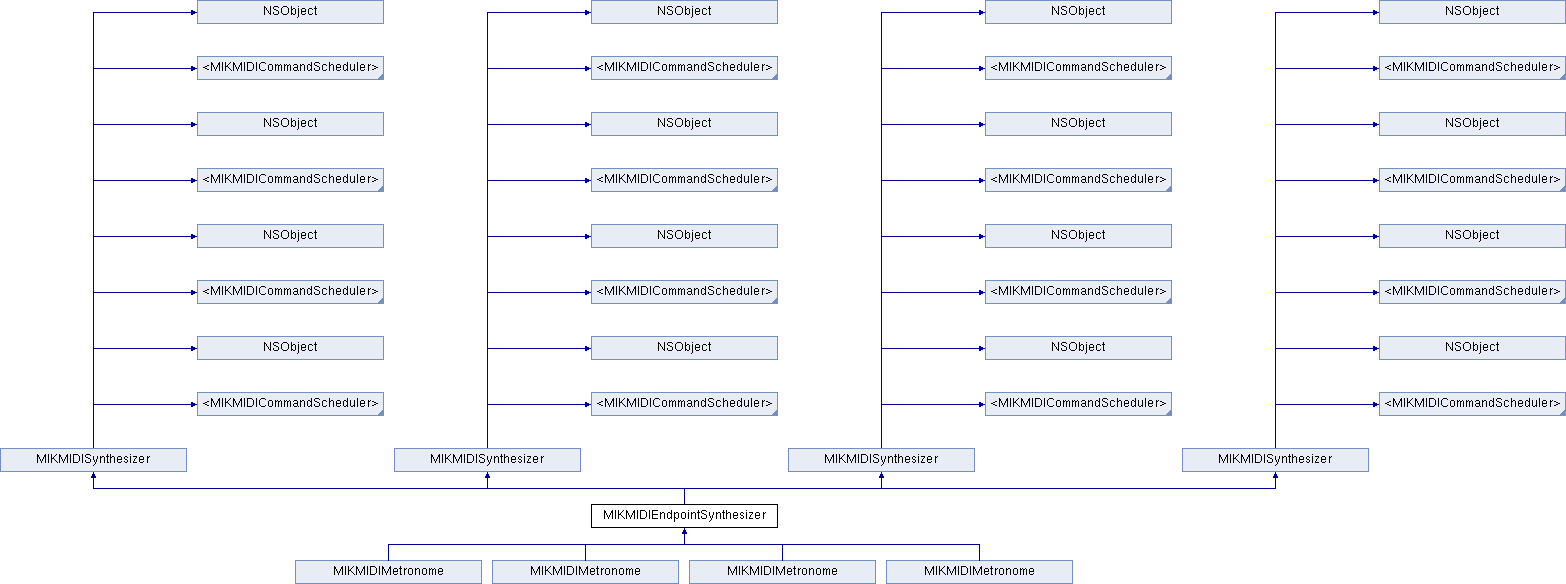 NSObject NSObject NSObject NSObject
<MIKMIDICommandScheduler> <MIKMIDICommandScheduler> <MIKMIDICommandScheduler> <MIKMIDICommandScheduler>
NSObject NSObject NSObject NSObject
<MIKMIDICommandScheduler> <MIKMIDICommandScheduler> <MIKMIDICommandScheduler> <MIKMIDICommandScheduler>
NSObject NSObject NSObject NSObject
<MIKMIDICommandScheduler> <MIKMIDICommandScheduler> <MIKMIDICommandScheduler> <MIKMIDICommandScheduler>
NSObject NSObject NSObject NSObject
<MIKMIDICommandScheduler> <MIKMIDICommandScheduler> <MIKMIDICommandScheduler> <MIKMIDICommandScheduler>
MIKMIDISynthesizer MIKMIDISynthesizer MIKMIDISynthesizer MIKMIDISynthesizer
MIKMIDIEndpointSynthesizer
MIKMIDIMetronome MIKMIDIMetronome MIKMIDIMetronome MIKMIDIMetronome